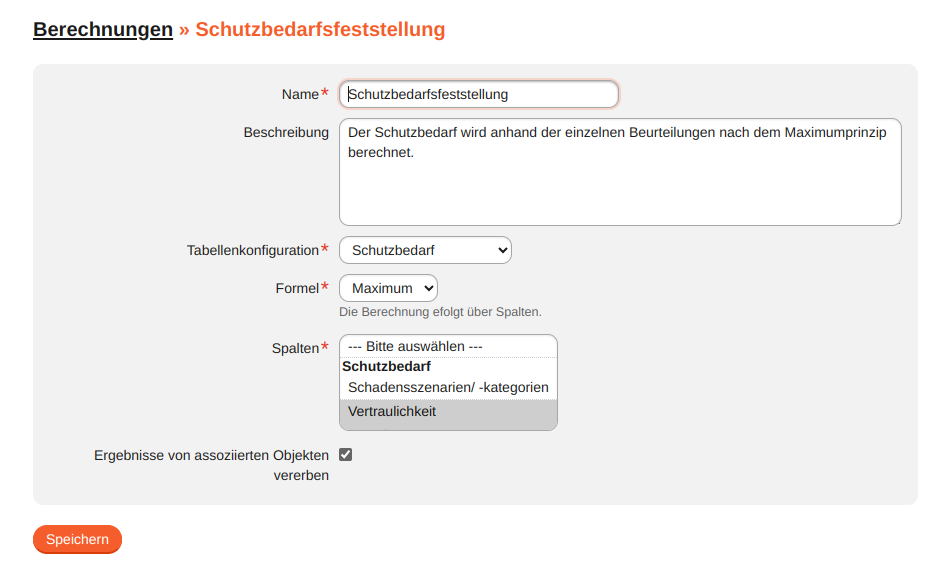 Berechnungen » Schutzbedarfsfeststellung
Name*
Schutzbedarfsfeststellung
Beschreibung
Der Schutzbedarf wird anhand der einzelnen Beurteilungen nach dem Maximumprinzip
berechnet.
Tabellenkonfiguration*
Schutzbedarf
Formel*
Maximum
Die Berechnung efolgt über Spalten.
Spalten*
--- Bitte auswählen ---
Schutzbedarf
Schadensszenarien/ -kategorien
Vertraulichkeit
Ergebnisse von assoziierten Objekten
vererben
Speichern